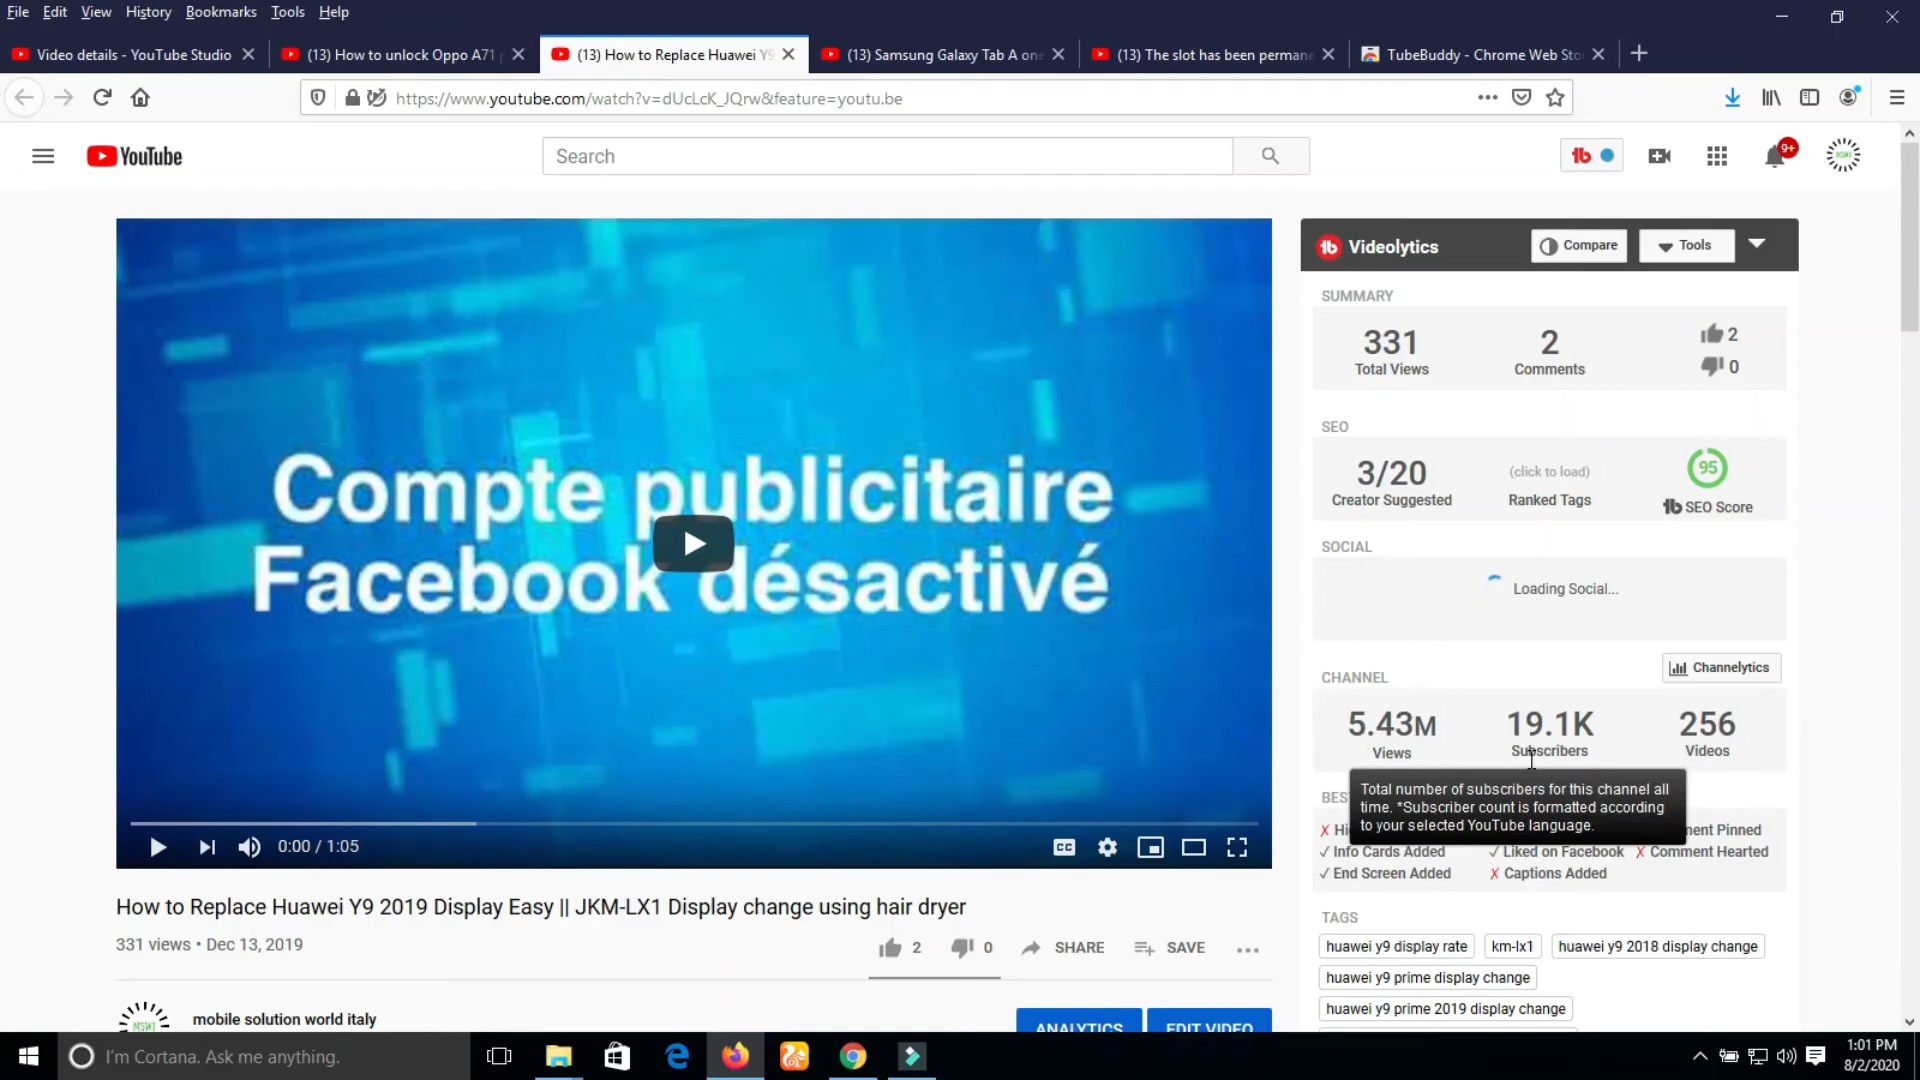 File Edit View History Bookmarks Tools Help
Video details - YouTube Studio
(13) How to unlock Oppo A71
(13) How to Replace Huawei Y9
(13) Samsung Galaxy Tab A one
(13) The slot has been permane
TubeBuddy - Chrome Web Sto
https://www.youtube.com/watch?v=dUcLcK_JQrw&feature=youtu.be
YouTube
Search
9+
Compte publicitaire
Facebook désactivé
0:00 / 1:05
CC
How to Replace Huawei Y9 2019 Display Easy || JKM-LX1 Display change using hair dryer
331 views • Dec 13, 2019
2 0 SHARE SAVE
MSWI
mobile solution world italy
ANALYTICS EDIT VIDEO
Videolytics Compare Tools
SUMMARY
331 2 2
Total Views Comments 0
SEO
3/20 (click to load) 95
Creator Suggested Ranked Tags SEO Score
SOCIAL
Loading Social...
CHANNEL Channelytics
5.43M 19.1K 256
Views Subscribers Videos
Total number of subscribers for this channel all
time. *Subscriber count is formatted according
to your selected YouTube language.
BES
✗ Hi ent Pinned
✓ Info Cards Added ✓ Liked on Facebook ✗ Comment Hearted
✓ End Screen Added ✗ Captions Added
TAGS
huawei y9 display rate km-lx1 huawei y9 2018 display change
huawei y9 prime display change
huawei y9 prime 2019 display change
I'm Cortana. Ask me anything.
1:01 PM
8/2/2020